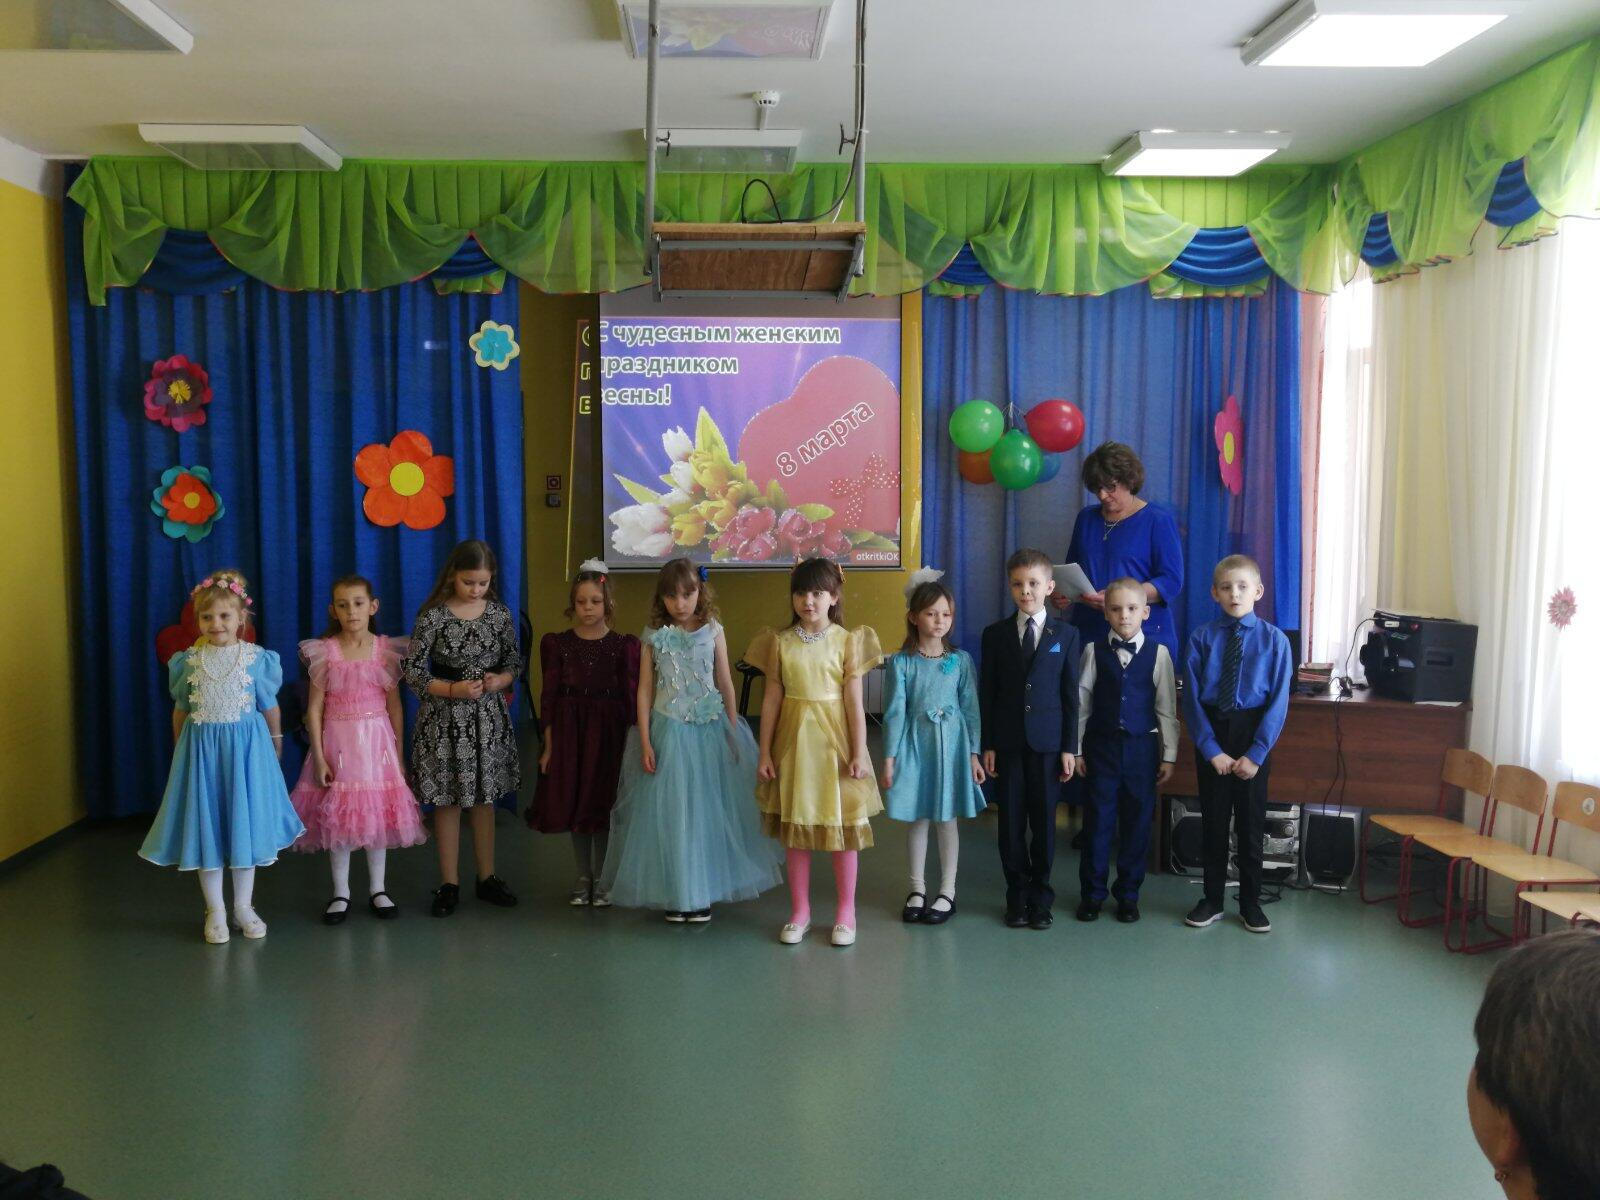 С чудесным женским
праздником
весны!
8 марта
otkritkiOK